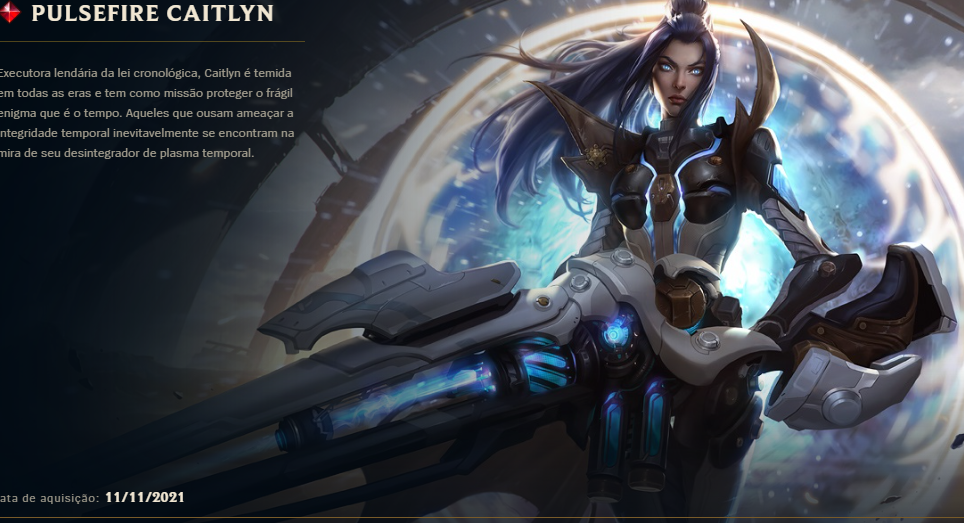 PULSEFIRE CAITLYN
Executora lendária da lei cronológica, Caitlyn é temida
em todas as eras e tem como missão proteger o frágil
enigma que é o tempo. Aqueles que ousam ameaçar a
integridade temporal inevitavelmente se encontram na
mira de seu desintegrador de plasma temporal.
ata de aquisição: 11/11/2021